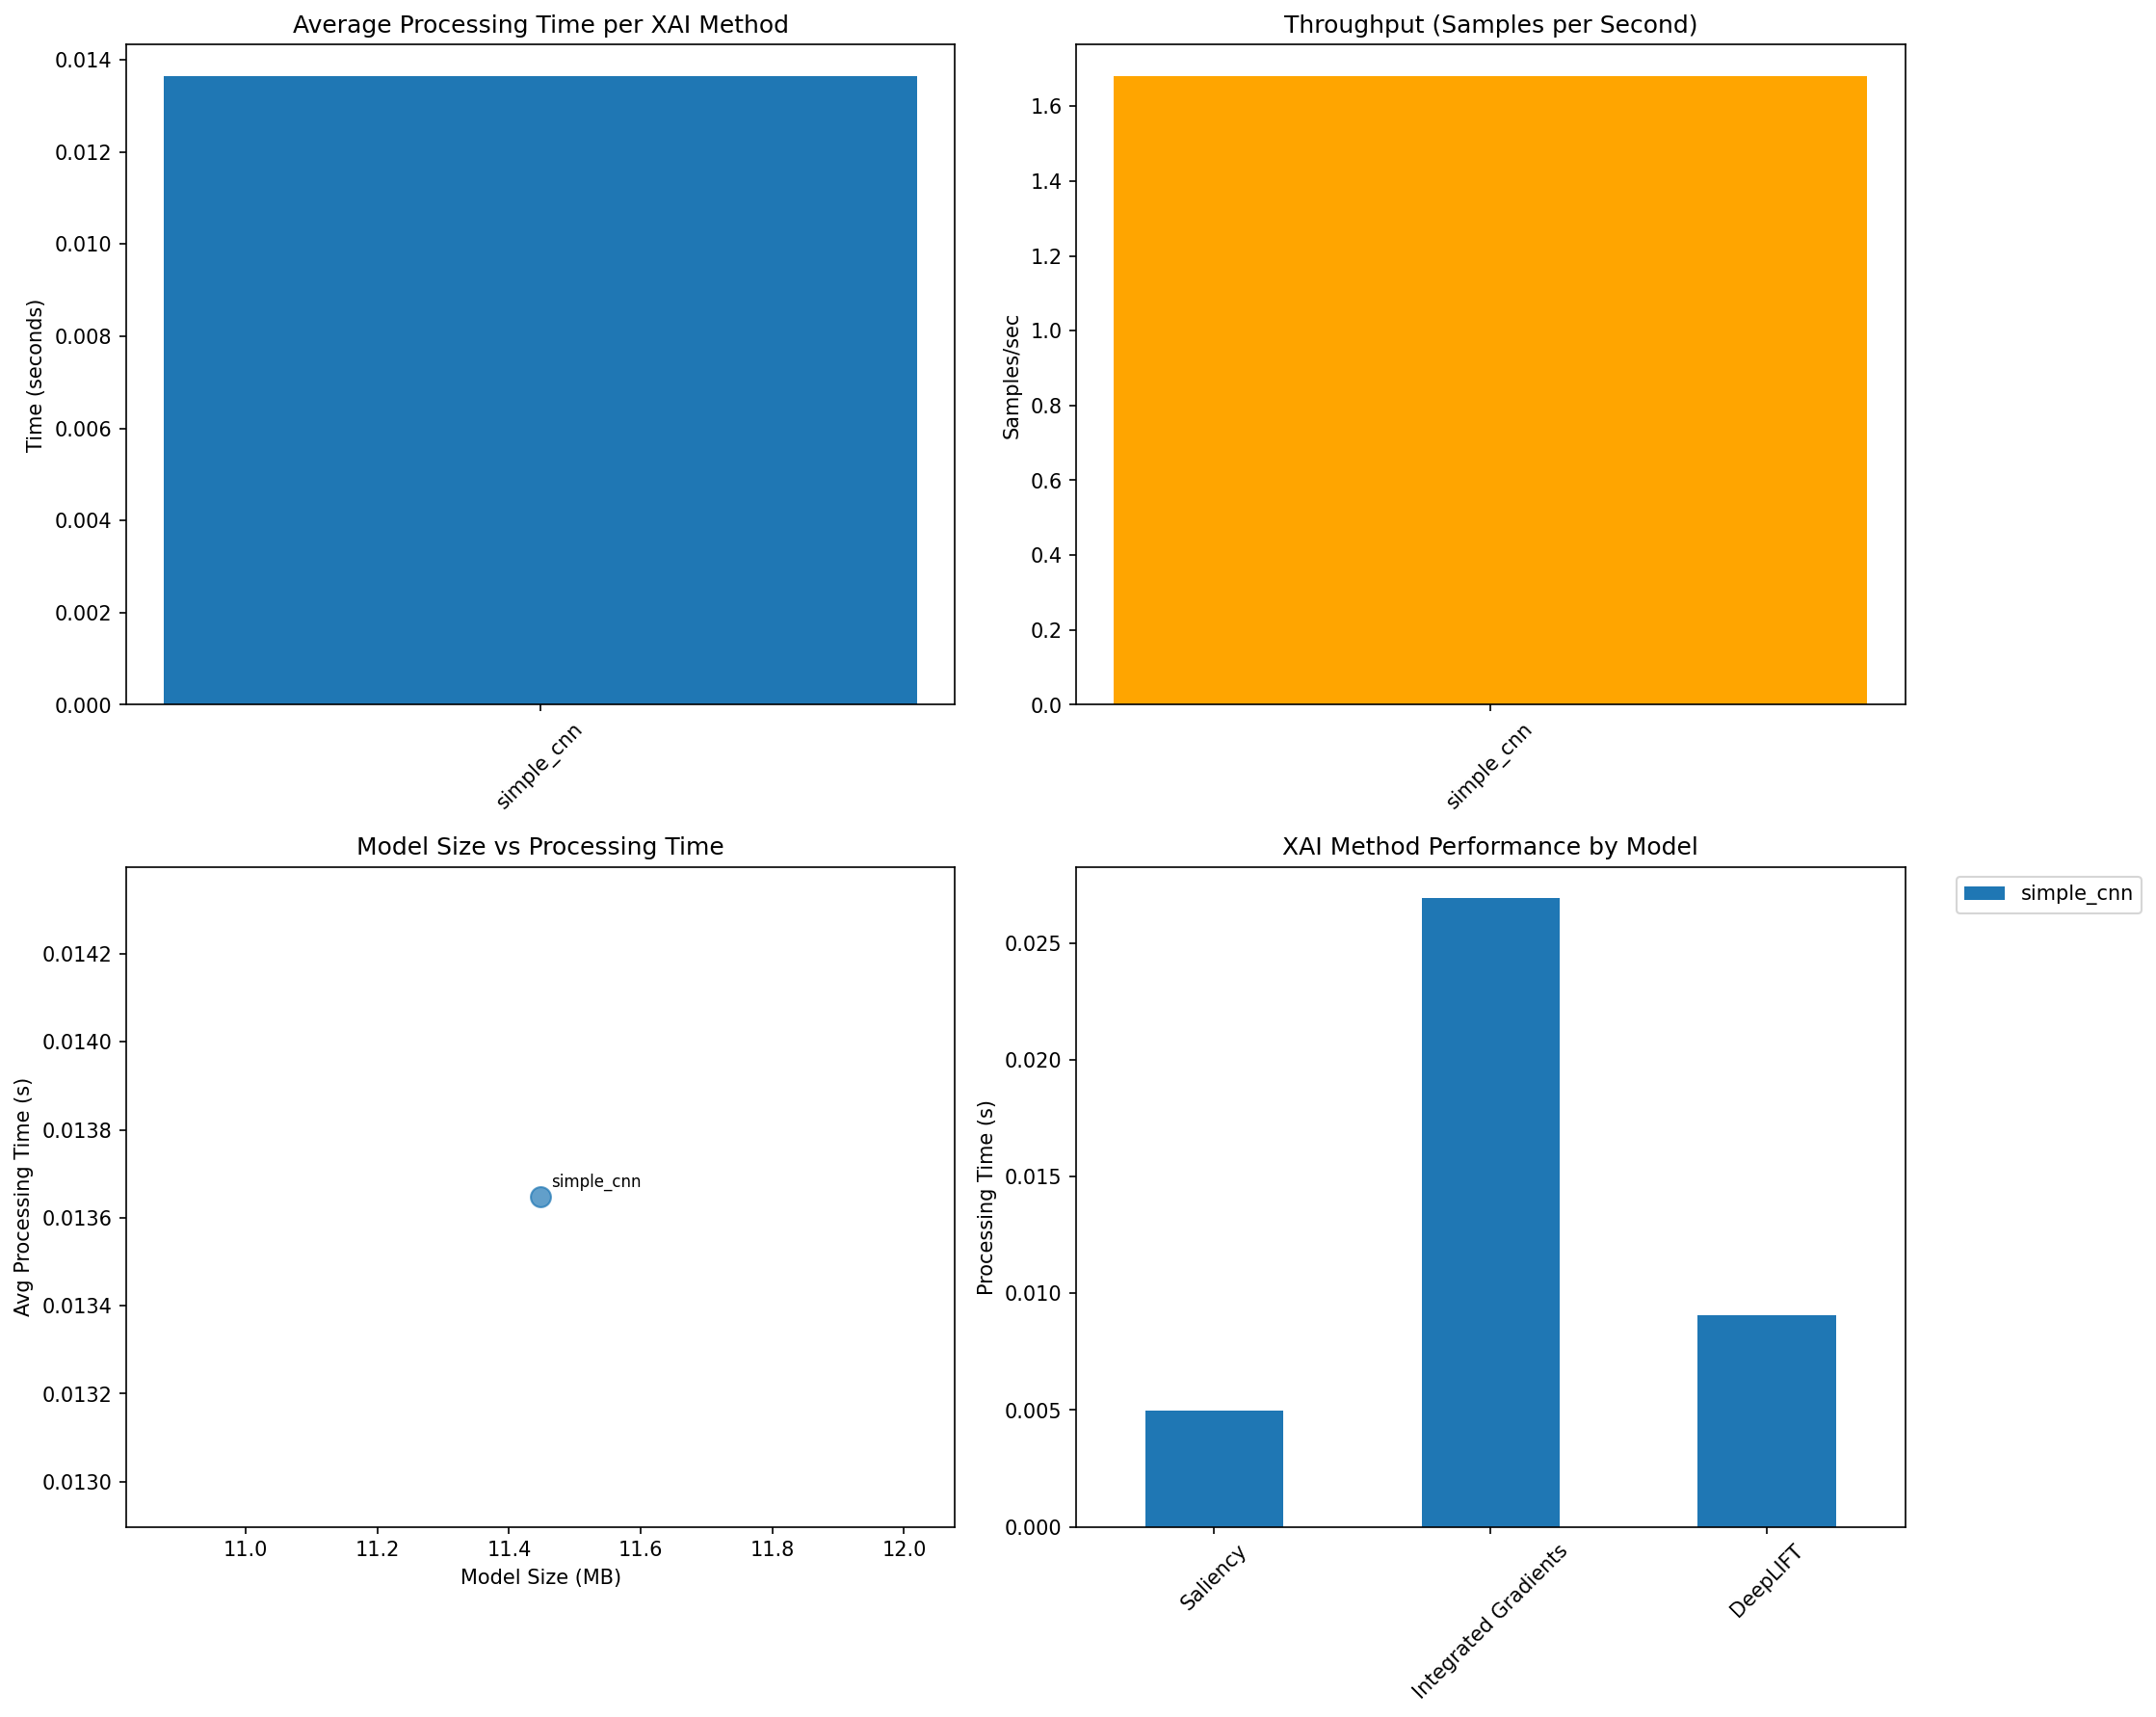 Average Processing Time per XAI Method
Time (seconds)
0.014
0.012
0.010
0.008
0.006
0.004
0.002
0.000
simple_cnn
Throughput (Samples per Second)
Samples/sec
1.6
1.4
1.2
1.0
0.8
0.6
0.4
0.2
0.0
simple_cnn
Model Size vs Processing Time
Avg Processing Time (s)
0.0142
0.0140
0.0138
0.0136
0.0134
0.0132
0.0130
simple_cnn
11.0 11.2 11.4 11.6 11.8 12.0
Model Size (MB)
XAI Method Performance by Model
Processing Time (s)
0.025
0.020
0.015
0.010
0.005
0.000
Saliency
Integrated Gradients
DeepLIFT
simple_cnn